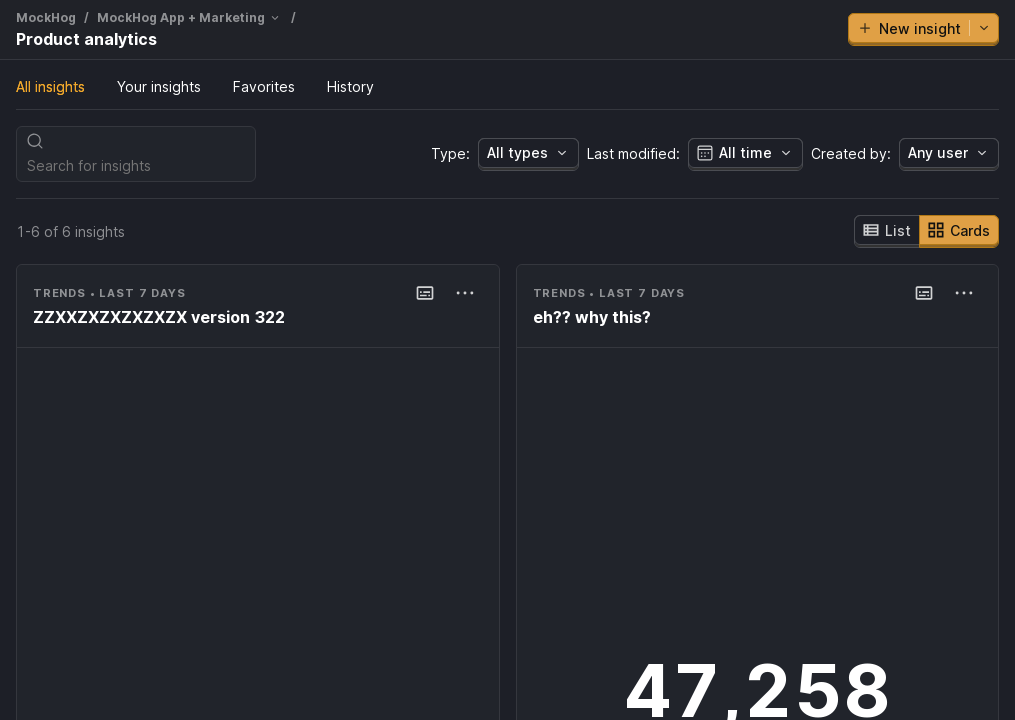 MockHog / MockHog App + Marketing /
Product analytics
New insight
All insights Your insights Favorites History
Search for insights
Type: All types Last modified: All time Created by: Any user
1-6 of 6 insights
List Cards
TRENDS • LAST 7 DAYS
ZZXXZXZXZXZXZX version 322
TRENDS • LAST 7 DAYS
eh?? why this?
47,258